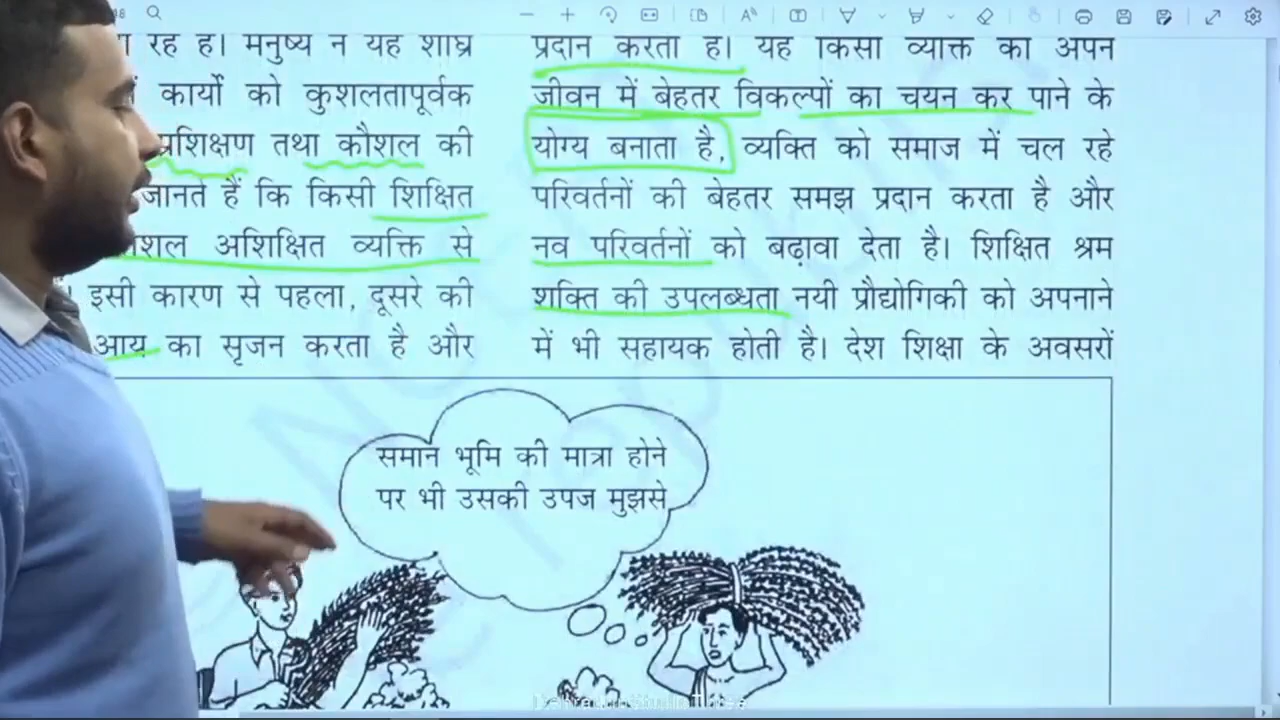 रह ह। मनुष्य न यह शाघ्र
कार्यो को कुशलतापूर्वक
प्रशिक्षण तथा कौशल की
जानते हैं कि किसी शिक्षित
अशिक्षित व्यक्ति से
इसी कारण से पहला, दूसरे की
आय का सृजन करता है और
प्रदान करता ह। यह किसा व्याक्त का अपन
जीवन में बेहतर विकल्पों का चयन कर पाने के
योग्य बनाता है, व्यक्ति को समाज में चल रहे
परिवर्तनों की बेहतर समझ प्रदान करता है और
नव परिवर्तनों को बढ़ावा देता है। शिक्षित श्रम
शक्ति की उपलब्धता नयी प्रौद्योगिकी को अपनाने
में भी सहायक होती है। देश शिक्षा के अवसरों
समान भूमि की मात्रा होने
पर भी उसकी उपज मुझसे